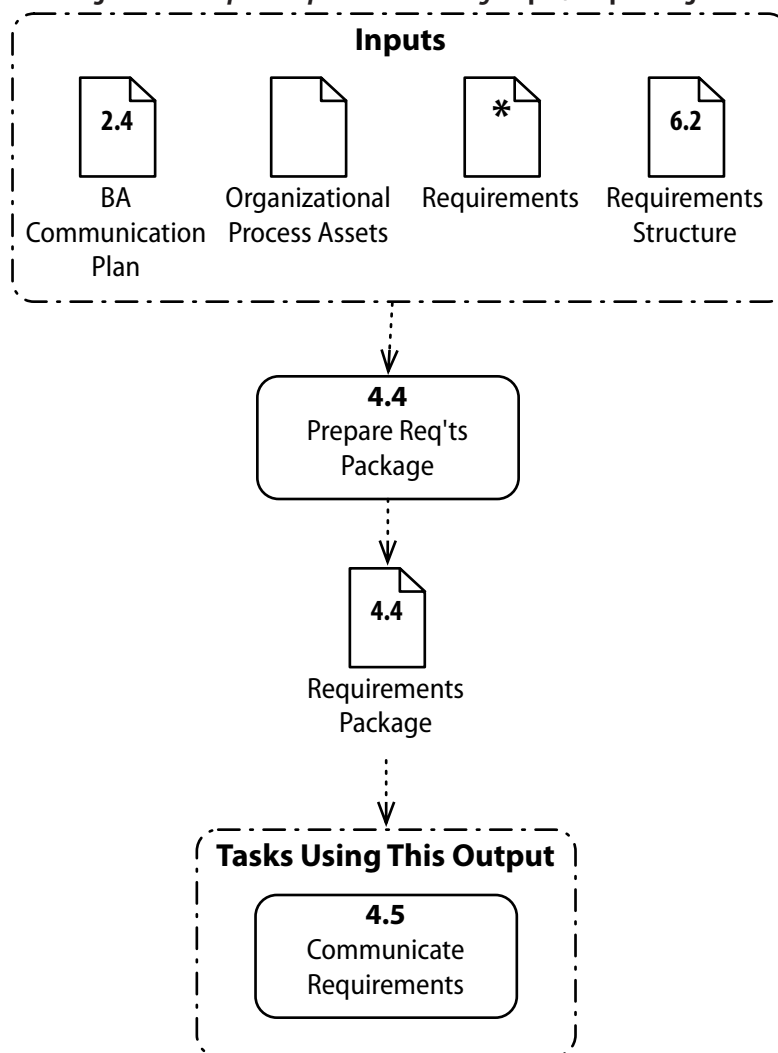 Inputs
2.4
*
6.2
BA
Communication
Plan
Organizational
Process Assets
Requirements
Requirements
Structure
4.4
Prepare Req'ts
Package
4.4
Requirements
Package
Tasks Using This Output
4.5
Communicate
Requirements